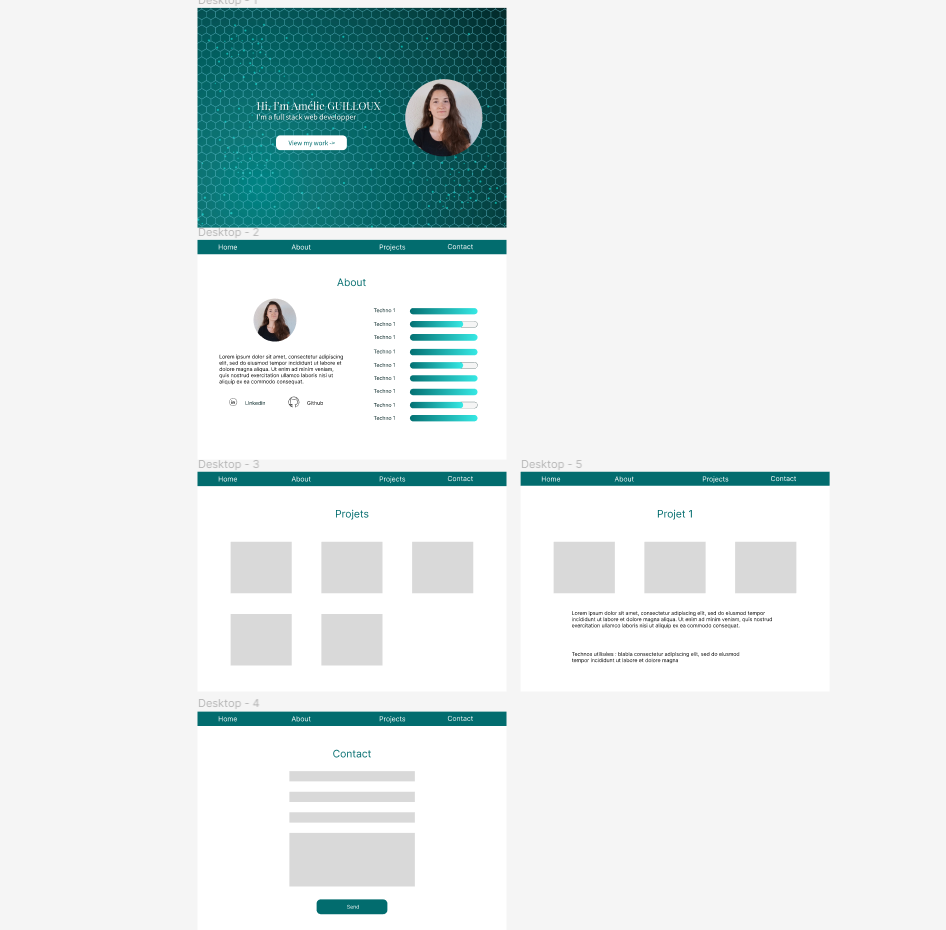 Desktop - 1
Hi, I'm Amélie GUILLOUX
I'm a full stack web developper
View my work ->
Desktop - 2
Home About Projects Contact
About
Techno 1
Techno 1
Techno 1
Techno 1
Techno 1
Techno 1
Techno 1
Techno 1
Techno 1
Lorem ipsum dolor sit amet, consectetur adipiscing
elit, sed do eiusmod tempor incididunt ut labore et
dolore magna aliqua. Ut enim ad minim veniam,
quis nostrud exercitation ullamco laboris nisi ut
aliquip ex ea commodo consequat.
in LinkedIn Github
Desktop - 3
Home About Projects Contact
Projets
Desktop - 5
Home About Projects Contact
Projet 1
Lorem ipsum dolor sit amet, consectetur adipiscing elit, sed do eiusmod tempor
incididunt ut labore et dolore magna aliqua. Ut enim ad minim veniam, quis nostrud
exercitation ullamco laboris nisi ut aliquip ex ea commodo consequat.
Technos utilisées : blabla consectetur adipiscing elit, sed do eiusmod
tempor incididunt ut labore et dolore magna
Desktop - 4
Home About Projects Contact
Contact
Send